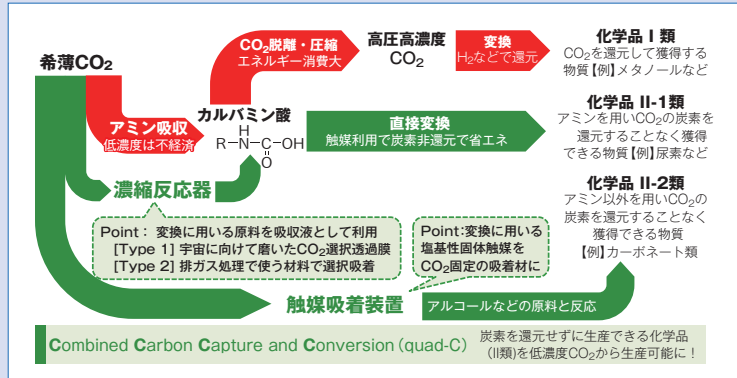 希薄CO₂
アミン吸収
低濃度は不経済
CO₂脱離・圧縮
エネルギー消費大
高圧高濃度
CO₂
変換
H₂などで還元
化学品 I 類
CO₂を還元して獲得する
物質【例】メタノールなど
カルバミン酸
H O
R−N−C−OH
直接変換
触媒利用で炭素非還元で省エネ
化学品 II-1類
アミンを用いCO₂の炭素を
還元することなく獲得
できる物質【例】尿素など
濃縮反応器
Point： 変換に用いる原料を吸収液として利用
[Type 1] 宇宙に向けて磨いたCO₂選択透過膜
[Type 2] 排ガス処理で使う材料で選択吸着
Point:変換に用いる
塩基性固体触媒を
CO₂固定の吸着材に
化学品 II-2類
アミン以外を用いCO₂の
炭素を還元することなく
獲得できる物質
【例】カーボネート類
触媒吸着装置
アルコールなどの原料と反応
Combined Carbon Capture and Conversion (quad-C)
炭素を還元せずに生産できる化学品
(II類)を低濃度CO₂から生産可能に！